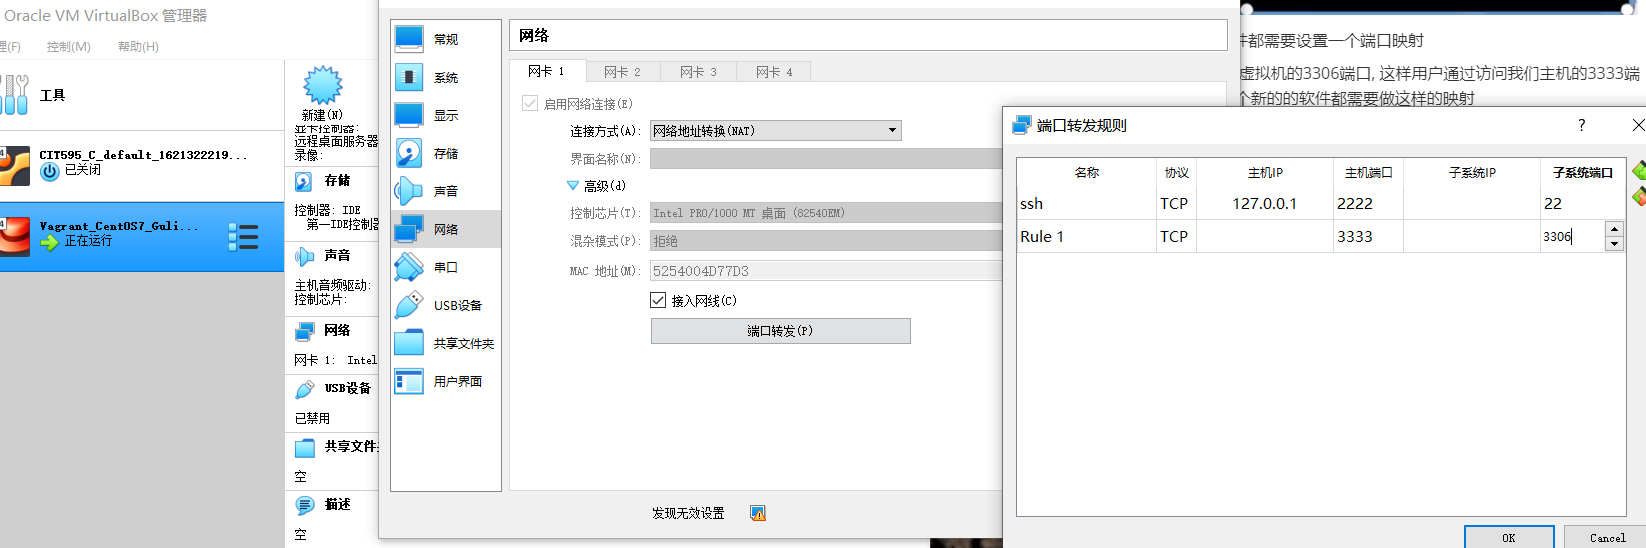 Oracle VM VirtualBox 管理器
理(F) 控制(M) 帮助(H)
工具
CIT595_C_default_1621322219...
已关闭
Vagrant_CentOS7_Guli...
正在运行
新建(N)
远程桌面服务器
录像:
存储
控制器: IDE
第一IDE控制器
声音
主机音频驱动:
控制芯片:
网络
网卡 1: Intel
USB设备
已禁用
共享文件夹
空
描述
空
常规
系统
显示
存储
声音
网络
串口
USB设备
共享文件夹
用户界面
网络
网卡 1 网卡 2 网卡 3 网卡 4
启用网络连接(E)
连接方式(A): 网络地址转换(NAT)
界面名称(N):
高级(d)
控制芯片(T): Intel PRO/1000 MT 桌面 (82540EM)
混杂模式(P): 拒绝
MAC 地址(M): 5254004D77D3
接入网线(C)
端口转发(P)
发现无效设置
件都需要设置一个端口映射
虚拟机的3306端口, 这样用户通过访问我们主机的3333端
个新的的软件都需要做这样的映射
端口转发规则 ?
名称 协议 主机IP 主机端口 子系统IP 子系统端口
ssh TCP 127.0.0.1 2222 22
Rule 1 TCP 3333 3306
OK Cancel